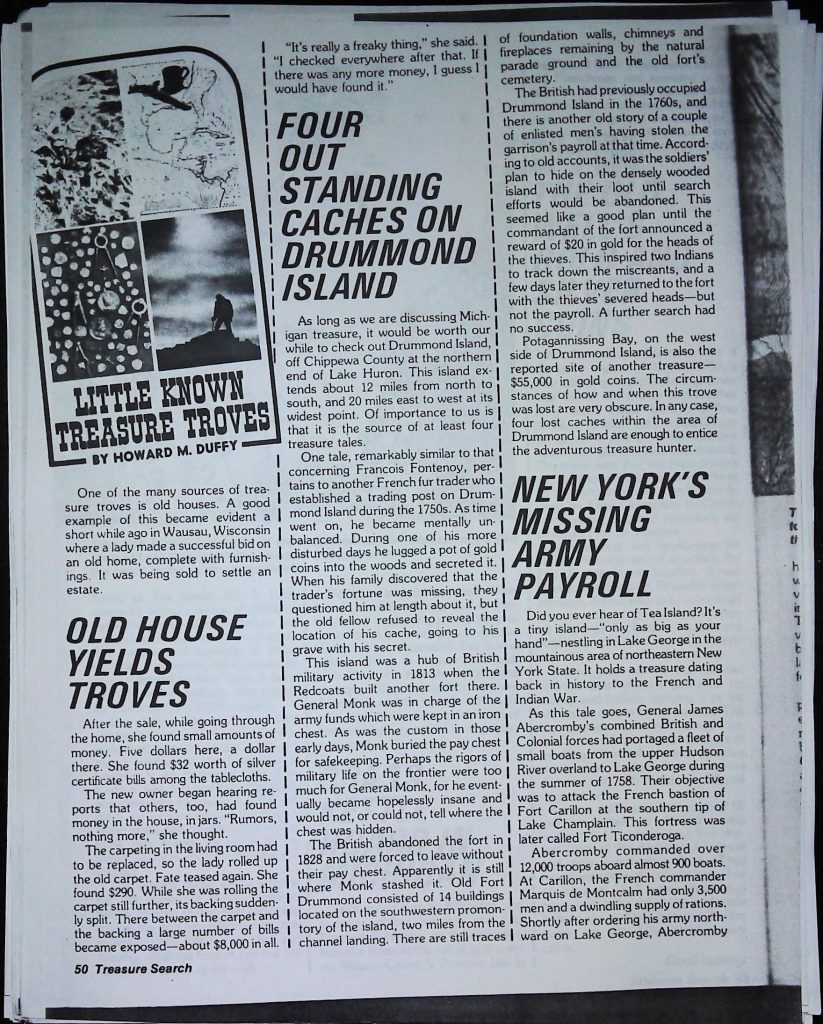 LITTLE KNOWN
TREASURE TROVES
BY HOWARD M. DUFFY
One of the many sources of trea-
sure troves is old houses. A good
example of this became evident a
short while ago in Wausau, Wisconsin
where a lady made a successful bid on
an old home, complete with furnish-
ings. It was being sold to settle an
estate.
OLD HOUSE
YIELDS
TROVES
After the sale, while going through
the home, she found small amounts of
money. Five dollars here, a dollar
there. She found $32 worth of silver
certificate bills among the tablecloths.
The new owner began hearing re-
ports that others, too, had found
money in the house, in jars. "Rumors,
nothing more," she thought.
The carpeting in the living room had
to be replaced, so the lady rolled up
the old carpet. Fate teased again. She
found $290. While she was rolling the
carpet still further, its backing sudden-
ly split. There between the carpet and
the backing a large number of bills
became exposed—about $8,000 in all.
"It's really a freaky thing," she said.
"I checked everywhere after that. If
there was any more money, I guess I
would have found it."
FOUR
OUT
STANDING
CACHES ON
DRUMMOND
ISLAND
As long as we are discussing Mich-
igan treasure, it would be worth our
while to check out Drummond Island,
off Chippewa County at the northern
end of Lake Huron. This island ex-
tends about 12 miles from north to
south, and 20 miles east to west at its
widest point. Of importance to us is
that it is the source of at least four
treasure tales.
One tale, remarkably similar to that
concerning Francois Fontenoy, per-
tains to another French fur trader who
established a trading post on Drum-
mond Island during the 1750s. As time
went on, he became mentally un-
balanced. During one of his more
disturbed days he lugged a pot of gold
coins into the woods and secreted it.
When his family discovered that the
trader's fortune was missing, they
questioned him at length about it, but
the old fellow refused to reveal the
location of his cache, going to his
grave with his secret.
This island was a hub of British
military activity in 1813 when the
Redcoats built another fort there.
General Monk was in charge of the
army funds which were kept in an iron
chest. As was the custom in those
early days, Monk buried the pay chest
for safekeeping. Perhaps the rigors of
military life on the frontier were too
much for General Monk, for he event-
ually became hopelessly insane and
would not, or could not, tell where the
chest was hidden.
The British abandoned the fort in
1828 and were forced to leave without
their pay chest. Apparently it is still
where Monk stashed it. Old Fort
Drummond consisted of 14 buildings
located on the southwestern promon-
tory of the island, two miles from the
channel landing. There are still traces
of foundation walls, chimneys and
fireplaces remaining by the natural
parade ground and the old fort's
cemetery.
The British had previously occupied
Drummond Island in the 1760s, and
there is another old story of a couple
of enlisted men's having stolen the
garrison's payroll at that time. Accord-
ing to old accounts, it was the soldiers'
plan to hide on the densely wooded
island with their loot until search
efforts would be abandoned. This
seemed like a good plan until the
commandant of the fort announced a
reward of $20 in gold for the heads of
the thieves. This inspired two Indians
to track down the miscreants, and a
few days later they returned to the fort
with the thieves' severed heads—but
not the payroll. A further search had
no success.
Potagannissing Bay, on the west
side of Drummond Island, is also the
reported site of another treasure—
$55,000 in gold coins. The circum-
stances of how and when this trove
was lost are very obscure. In any case,
four lost caches within the area of
Drummond Island are enough to entice
the adventurous treasure hunter.
NEW YORK'S
MISSING
ARMY
PAYROLL
Did you ever hear of Tea Island? It's
a tiny island—"only as big as your
hand"—nestling in Lake George in the
mountainous area of northeastern New
York State. It holds a treasure dating
back in history to the French and
Indian War.
As this tale goes, General James
Abercromby's combined British and
Colonial forces had portaged a fleet of
small boats from the upper Hudson
River overland to Lake George during
the summer of 1758. Their objective
was to attack the French bastion of
Fort Carillon at the southern tip of
Lake Champlain. This fortress was
later called Fort Ticonderoga.
Abercromby commanded over
12,000 troops aboard almost 900 boats.
At Carillon, the French commander
Marquis de Montcalm had only 3,500
men and a dwindling supply of rations.
Shortly after ordering his army north-
ward on Lake George, Abercromby
50 Treasure Search